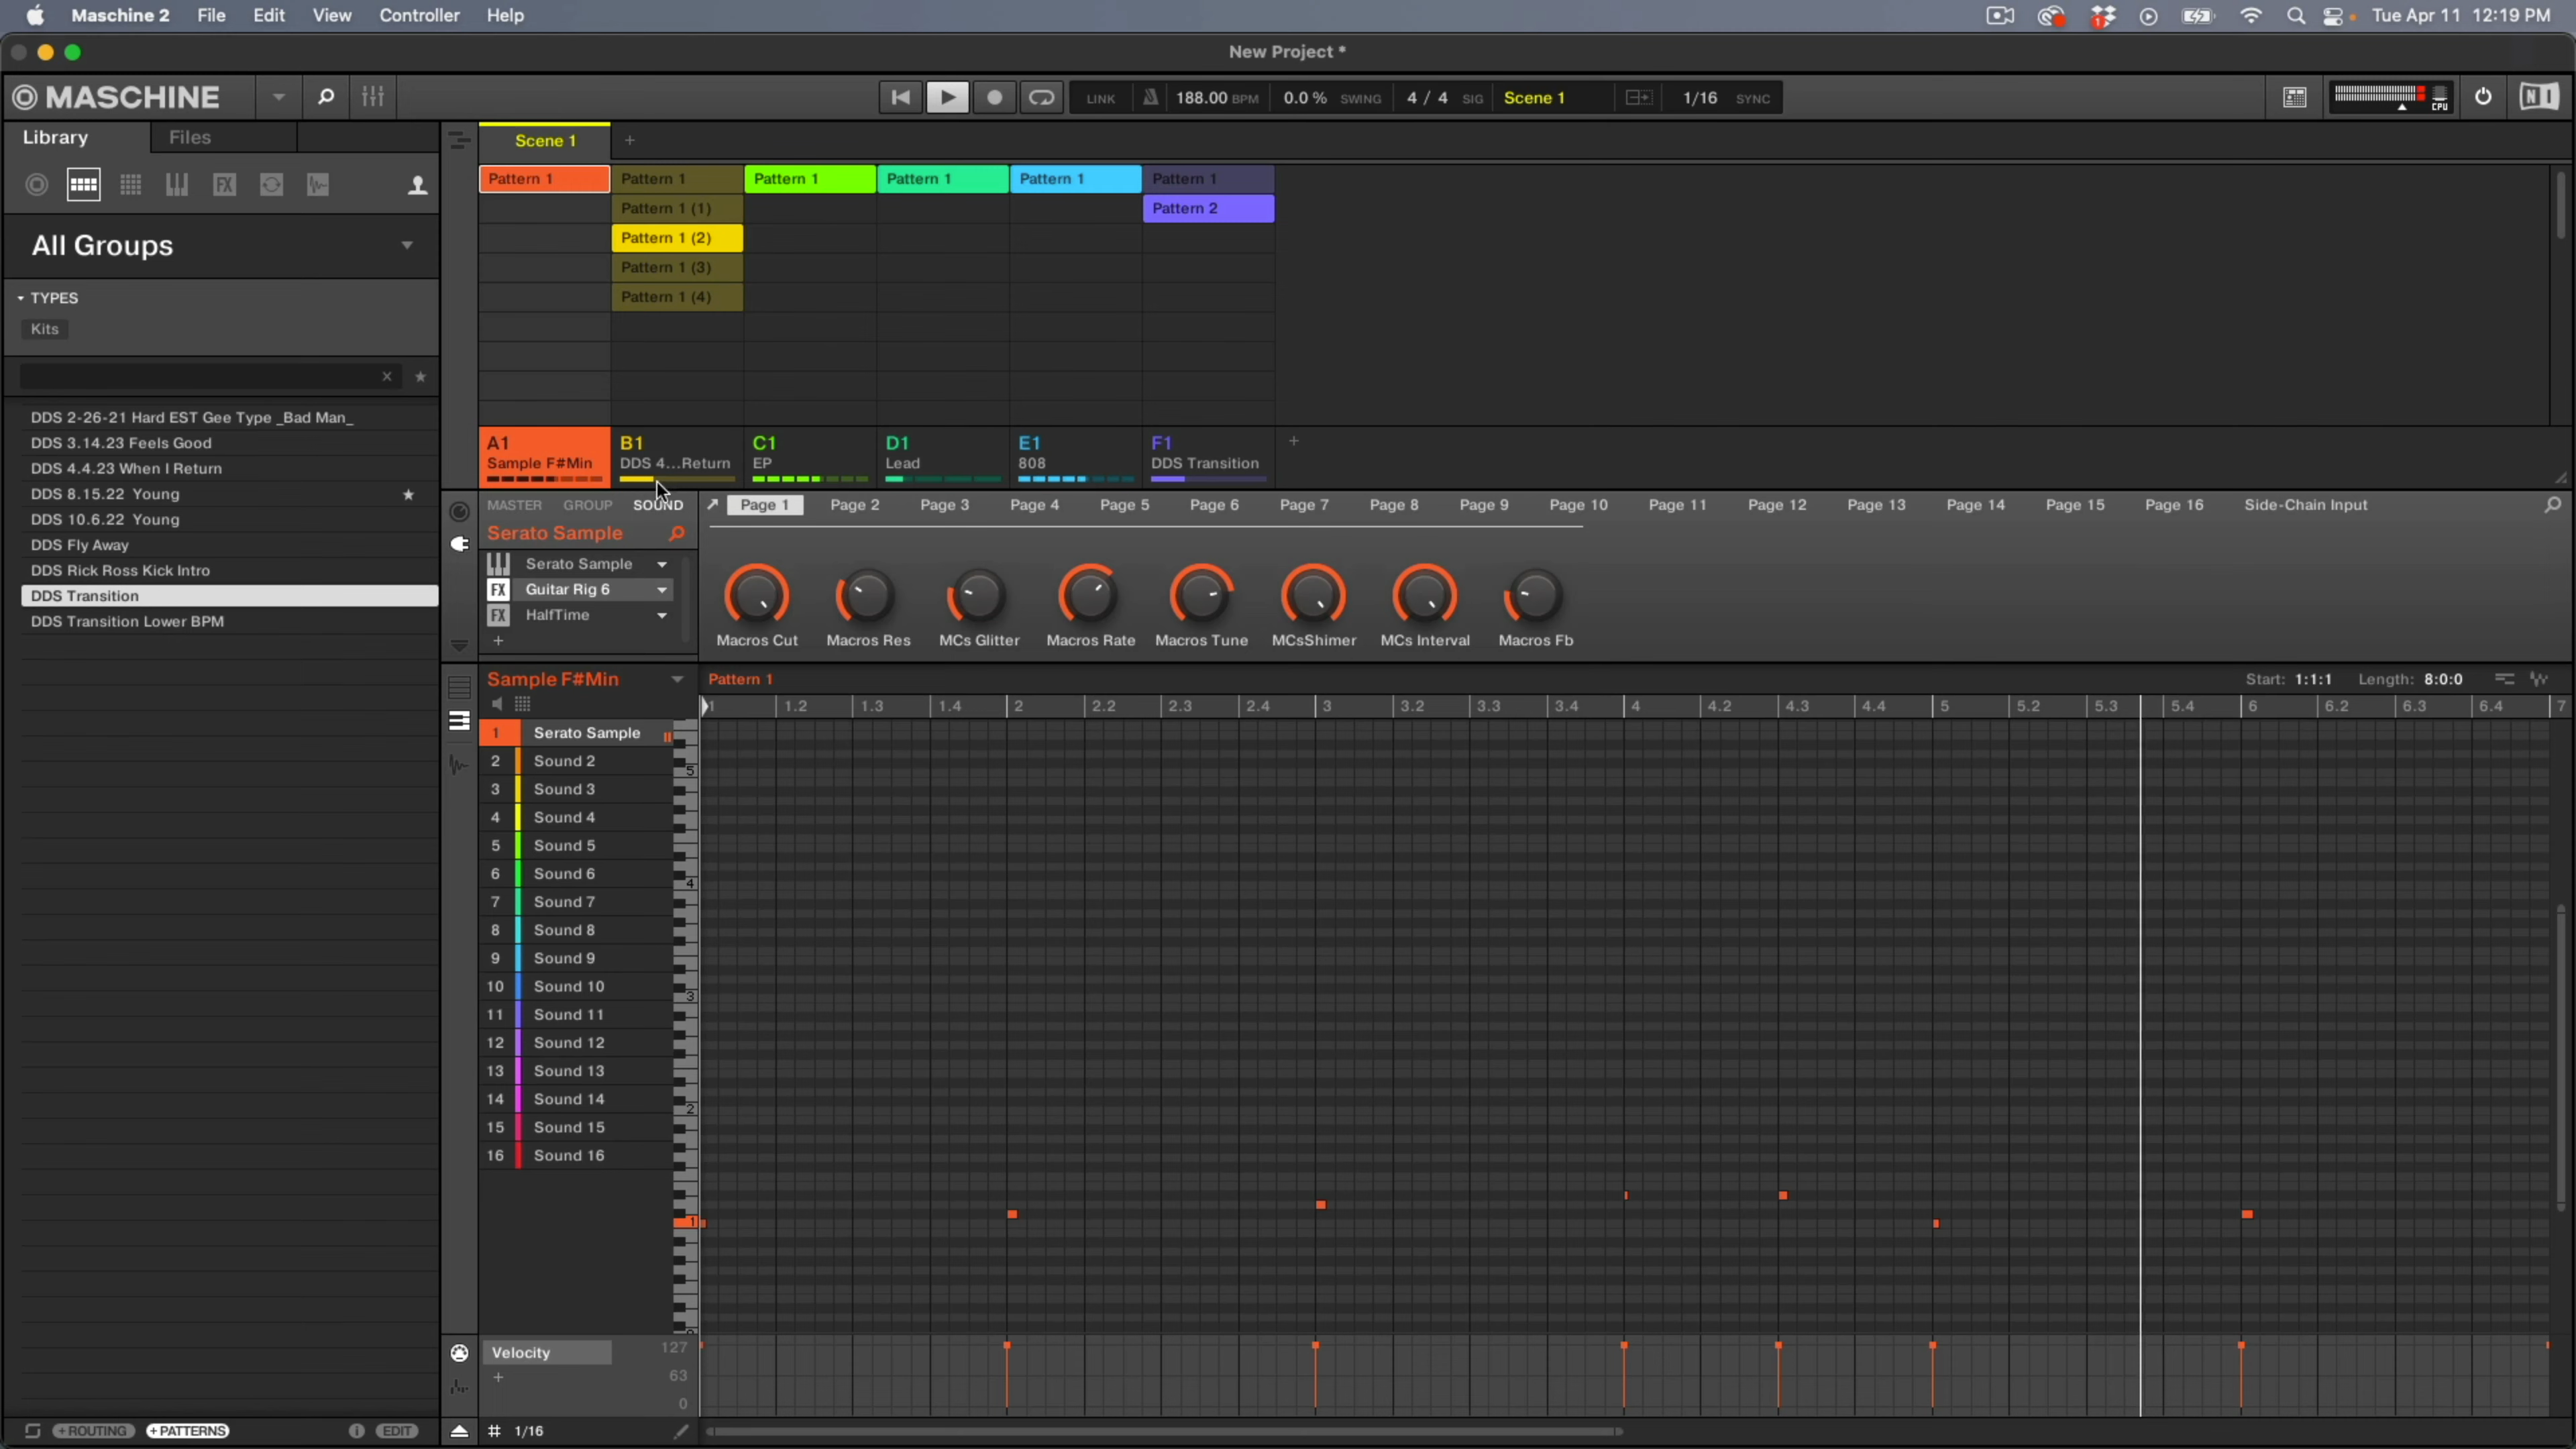 Maschine 2 File Edit View Controller Help
1 Tue Apr 11 12:19 PM
New Project *
MASCHINE
LINK 188.00 BPM 0.0 % SWING 4 / 4 SIG Scene 1 1/16 SYNC
CPU NI
Library Files
FX
All Groups
TYPES
Kits
DDS 2-26-21 Hard EST Gee Type _Bad Man_
DDS 3.14.23 Feels Good
DDS 4.4.23 When I Return
DDS 8.15.22 Young
DDS 10.6.22 Young
DDS Fly Away
DDS Rick Ross Kick Intro
DDS Transition
DDS Transition Lower BPM
+ROUTING +PATTERNS i EDIT
Scene 1 +
Pattern 1 Pattern 1 Pattern 1 Pattern 1 Pattern 1 Pattern 1
Pattern 1 (1) Pattern 2
Pattern 1 (2)
Pattern 1 (3)
Pattern 1 (4)
A1 B1 C1 D1 E1 F1 +
Sample F#Min DDS 4...Return EP Lead 808 DDS Transition
MASTER GROUP SOUND
Serato Sample
Serato Sample
FX Guitar Rig 6
FX HalfTime
+
Page 1 Page 2 Page 3 Page 4 Page 5 Page 6 Page 7 Page 8 Page 9 Page 10 Page 11 Page 12 Page 13 Page 14 Page 15 Page 16 Side-Chain Input
Macros Cut Macros Res MCs Glitter Macros Rate Macros Tune MCsShimer MCs Interval Macros Fb
Sample F#Min
Pattern 1 Start: 1:1:1 Length: 8:0:0
1 1.2 1.3 1.4 2 2.2 2.3 2.4 3 3.2 3.3 3.4 4 4.2 4.3 4.4 5 5.2 5.3 5.4 6 6.2 6.3 6.4 7
1 Serato Sample
2 Sound 2
3 Sound 3
4 Sound 4
5 Sound 5
6 Sound 6
7 Sound 7
8 Sound 8
9 Sound 9
10 Sound 10
11 Sound 11
12 Sound 12
13 Sound 13
14 Sound 14
15 Sound 15
16 Sound 16
5
4
3
2
1
Velocity 127
+ 63
0
# 1/16